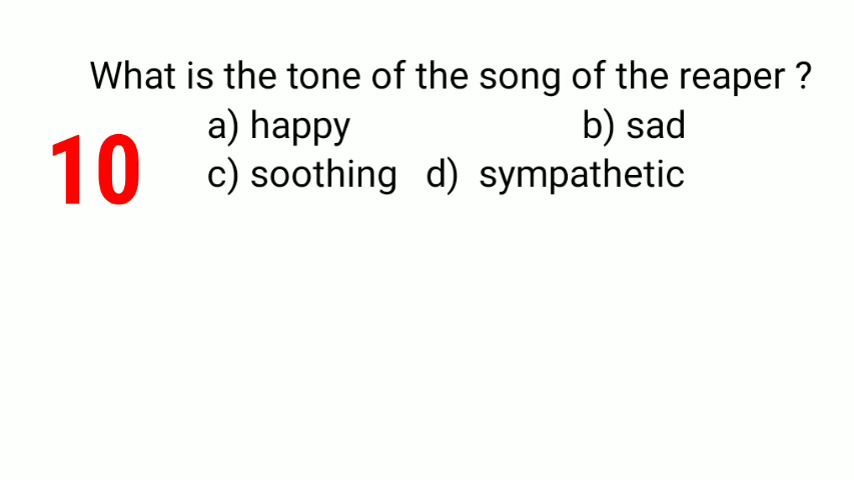 What is the tone of the song of the reaper ?
a) happy b) sad
10
c) soothing d) sympathetic